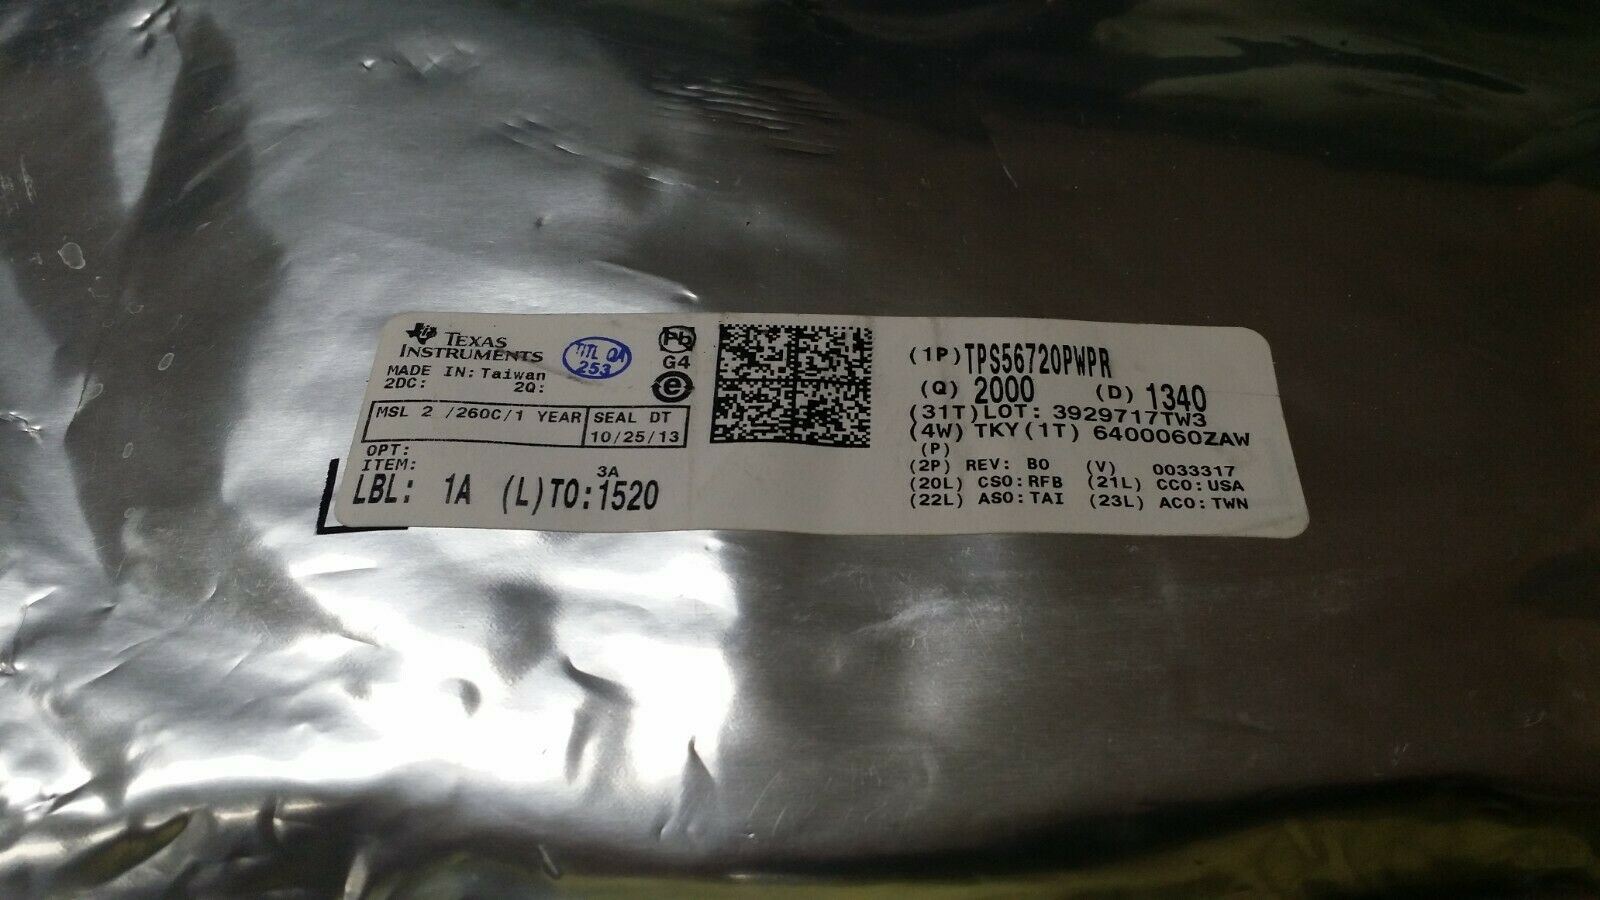 TEXAS
INSTRUMENTS
MADE IN: Taiwan
2DC: 2Q:
TITL QA
253
Pb
G4
e
MSL 2 /260C/1 YEAR
SEAL DT
10/25/13
OPT:
ITEM:
3A
LBL: 1A (L)TO:1520
(1P)TPS56720PWPR
(Q) 2000 (D) 1340
(31T)LOT: 3929717TW3
(4W) TKY(1T) 6400060ZAW
(P)
(2P) REV: B0 (V) 0033317
(20L) CSO:RFB (21L) CCO:USA
(22L) ASO:TAI (23L) ACO:TWN